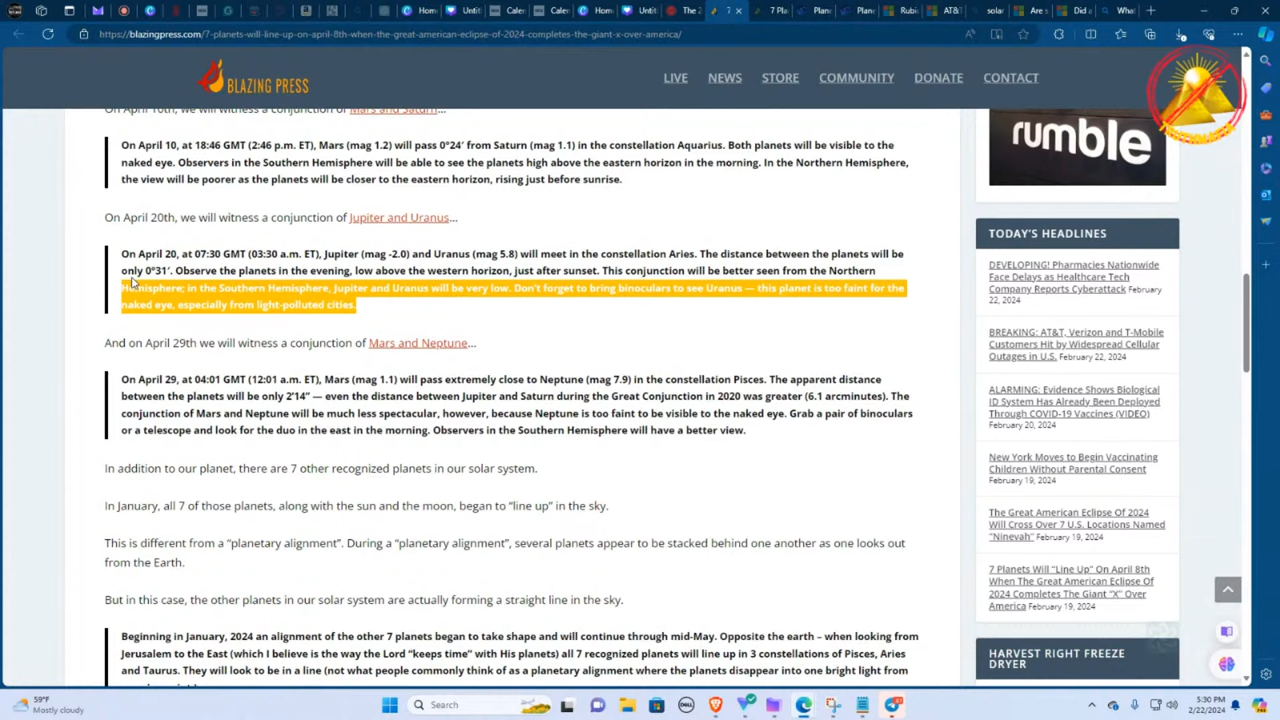 Hom
Untit
Calen
Calen
Hom
Untit
The 2
7
7 Pla
Plane
Plane
Rubi
AT&T
solar
Are s
Did a
What
https://blazingpress.com/7-planets-will-line-up-on-april-8th-when-the-great-american-eclipse-of-2024-completes-the-giant-x-over-america/
BLAZING PRESS
LIVE NEWS STORE COMMUNITY DONATE CONTACT
On April 10th, we will witness a conjunction of Mars and Saturn...
On April 10, at 18:46 GMT (2:46 p.m. ET), Mars (mag 1.2) will pass 0°24′ from Saturn (mag 1.1) in the constellation Aquarius. Both planets will be visible to the
naked eye. Observers in the Southern Hemisphere will be able to see the planets high above the eastern horizon in the morning. In the Northern Hemisphere,
the view will be poorer as the planets will be closer to the eastern horizon, rising just before sunrise.
On April 20th, we will witness a conjunction of Jupiter and Uranus...
On April 20, at 07:30 GMT (03:30 a.m. ET), Jupiter (mag -2.0) and Uranus (mag 5.8) will meet in the constellation Aries. The distance between the planets will be
only 0°31′. Observe the planets in the evening, low above the western horizon, just after sunset. This conjunction will be better seen from the Northern
Hemisphere; in the Southern Hemisphere, Jupiter and Uranus will be very low. Don't forget to bring binoculars to see Uranus — this planet is too faint for the
naked eye, especially from light-polluted cities.
And on April 29th we will witness a conjunction of Mars and Neptune...
On April 29, at 04:01 GMT (12:01 a.m. ET), Mars (mag 1.1) will pass extremely close to Neptune (mag 7.9) in the constellation Pisces. The apparent distance
between the planets will be only 2'14" — even the distance between Jupiter and Saturn during the Great Conjunction in 2020 was greater (6.1 arcminutes). The
conjunction of Mars and Neptune will be much less spectacular, however, because Neptune is too faint to be visible to the naked eye. Grab a pair of binoculars
or a telescope and look for the duo in the east in the morning. Observers in the Southern Hemisphere will have a better view.
In addition to our planet, there are 7 other recognized planets in our solar system.
In January, all 7 of those planets, along with the sun and the moon, began to “line up” in the sky.
This is different from a “planetary alignment”. During a “planetary alignment”, several planets appear to be stacked behind one another as one looks out
from the Earth.
But in this case, the other planets in our solar system are actually forming a straight line in the sky.
Beginning in January, 2024 an alignment of the other 7 planets began to take shape and will continue through mid-May. Opposite the earth – when looking from
Jerusalem to the East (which I believe is the way the Lord “keeps time” with His planets) all 7 recognized planets will line up in 3 constellations of Pisces, Aries
and Taurus. They will look to be in a line (not what people commonly think of as a planetary alignment where the planets disappear into one bright light from
rumble
TODAY'S HEADLINES
DEVELOPING! Pharmacies Nationwide
Face Delays as Healthcare Tech
Company Reports Cyberattack February
22, 2024
BREAKING: AT&T, Verizon and T-Mobile
Customers Hit by Widespread Cellular
Outages in U.S. February 22, 2024
ALARMING: Evidence Shows Biological
ID System Has Already Been Deployed
Through COVID-19 Vaccines (VIDEO)
February 20, 2024
New York Moves to Begin Vaccinating
Children Without Parental Consent
February 19, 2024
The Great American Eclipse Of 2024
Will Cross Over 7 U.S. Locations Named
“Ninevah” February 19, 2024
7 Planets Will “Line Up” On April 8th
When The Great American Eclipse Of
2024 Completes The Giant “X” Over
America February 19, 2024
HARVEST RIGHT FREEZE
DRYER
59°F
Mostly cloudy
Search
DELL
5:30 PM
2/22/2024